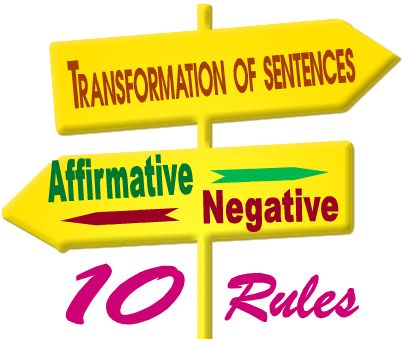 TRANSFORMATION OF SENTENCES
Affirmative
Negative
10 Rules